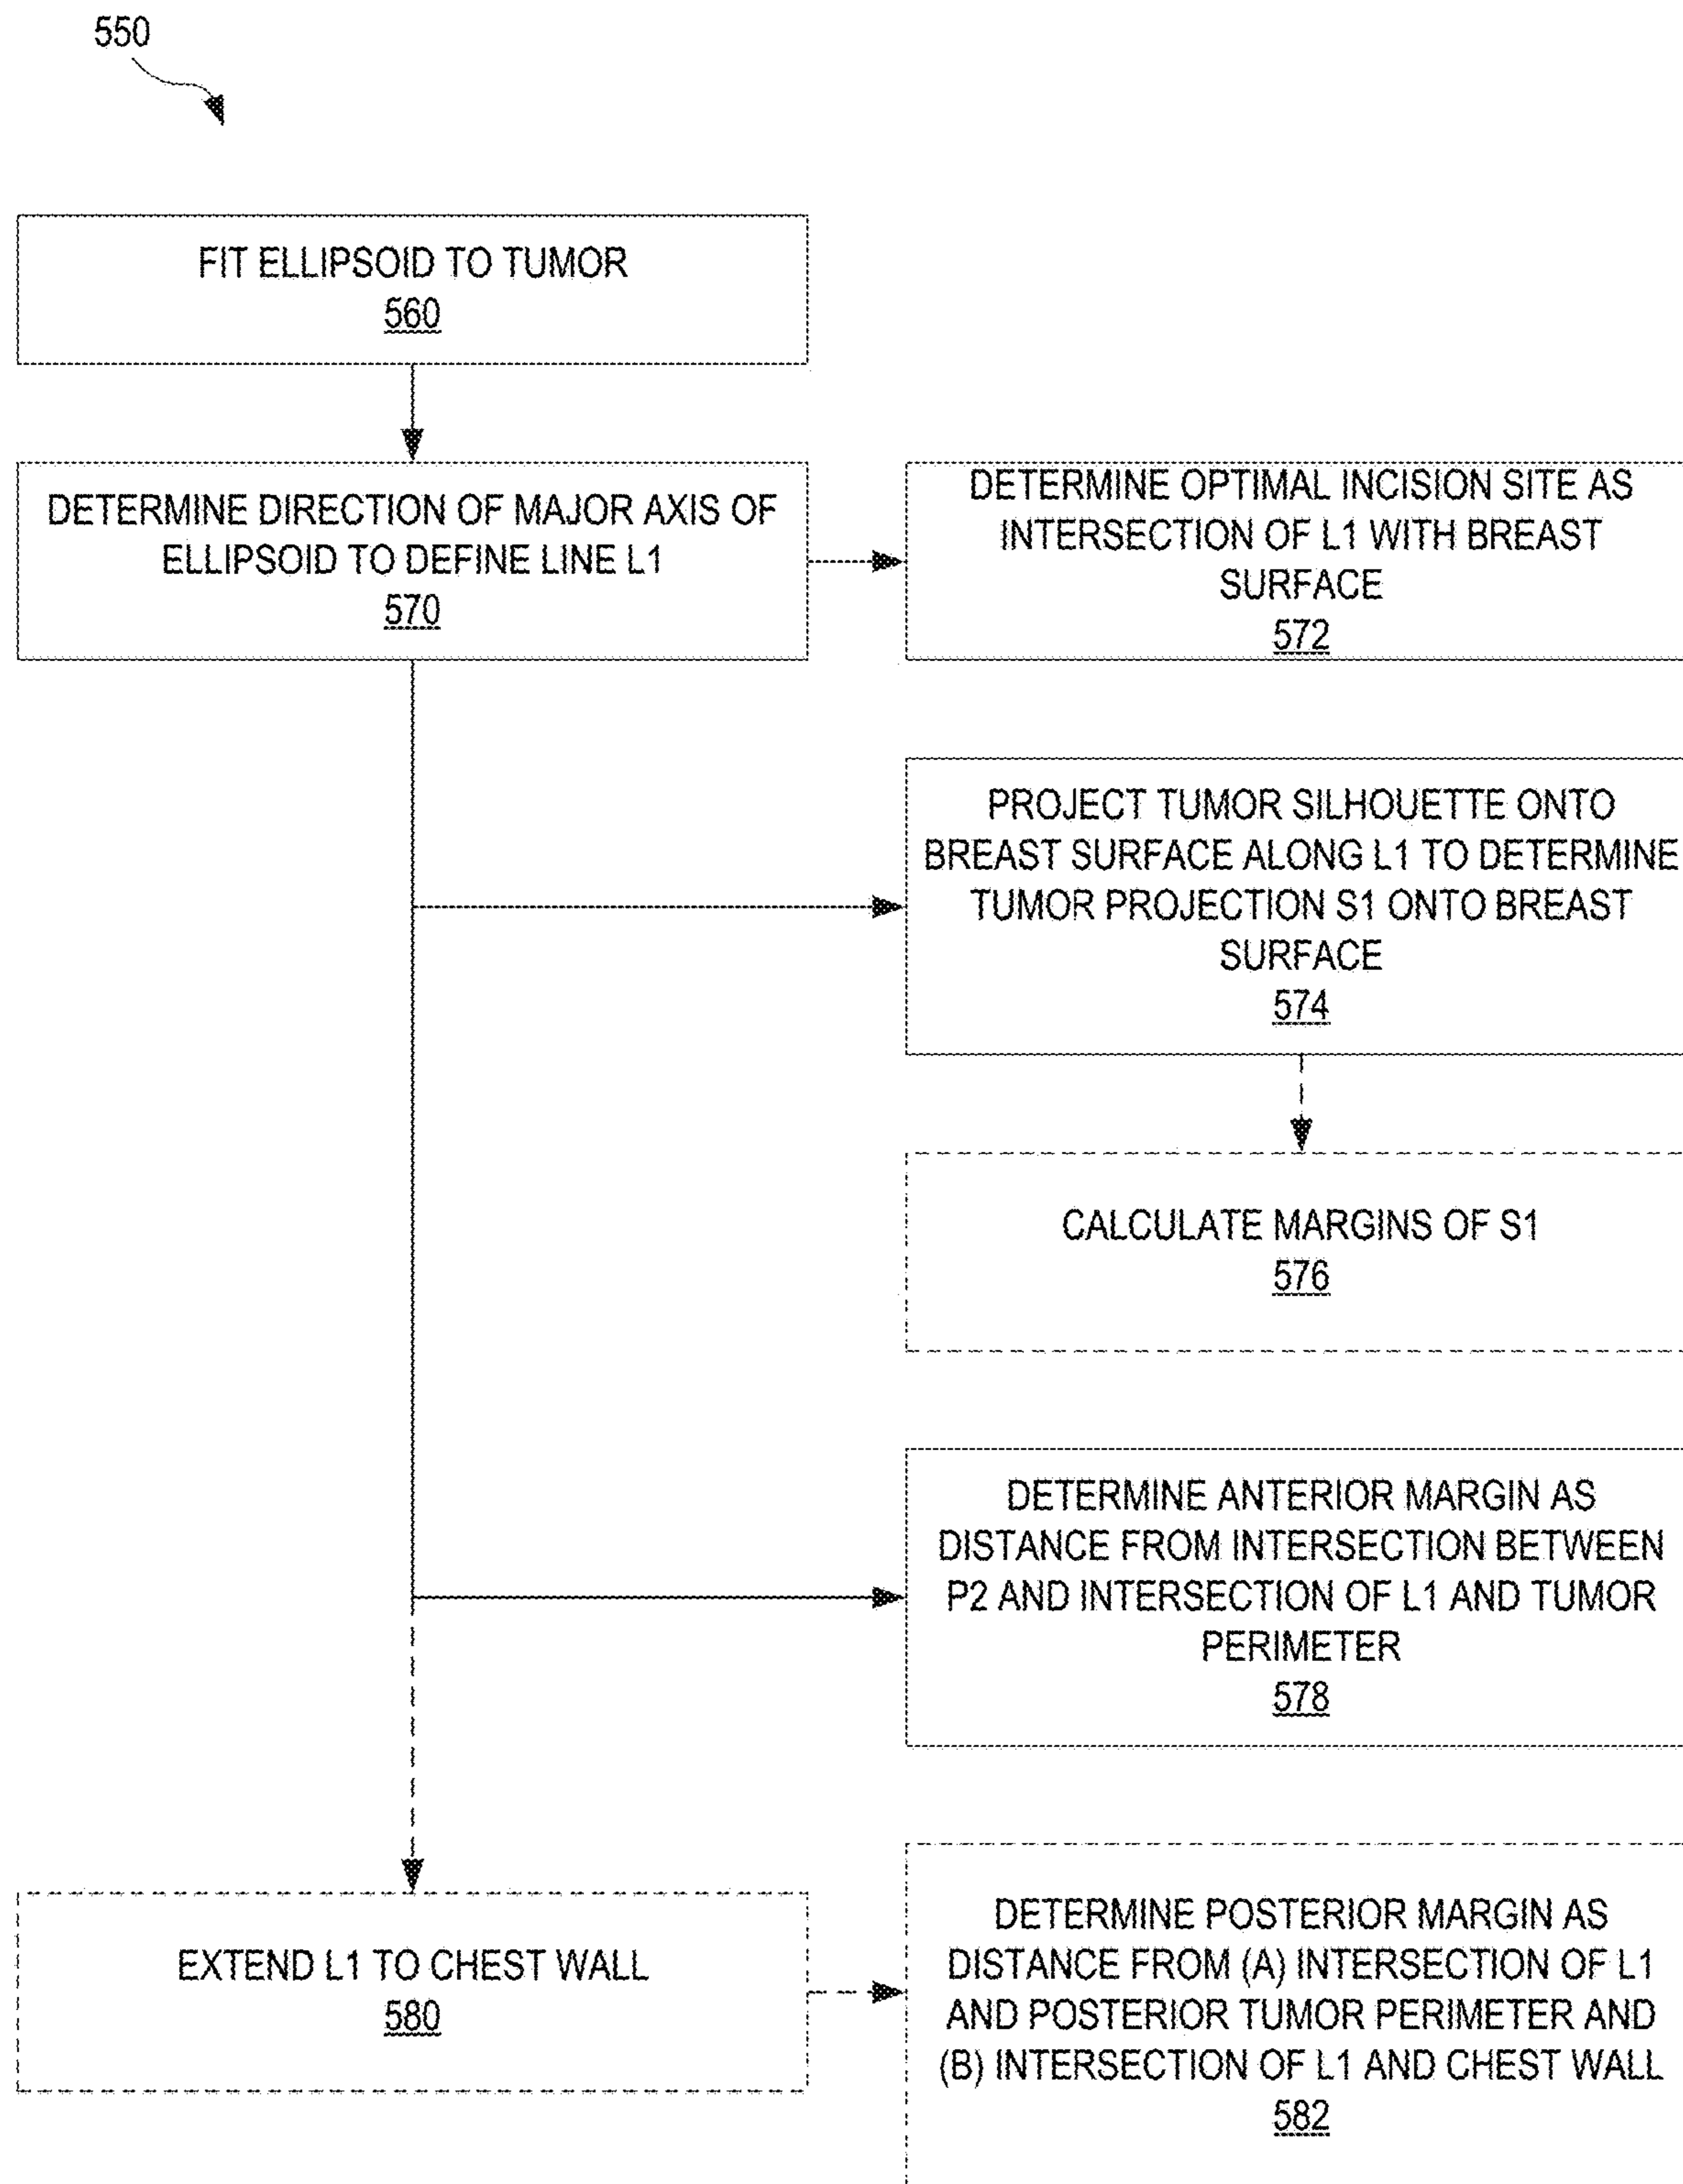 550
FIT ELLIPSOID TO TUMOR
560
DETERMINE DIRECTION OF MAJOR AXIS OF
ELLIPSOID TO DEFINE LINE L1
570
DETERMINE OPTIMAL INCISION SITE AS
INTERSECTION OF L1 WITH BREAST
SURFACE
572
PROJECT TUMOR SILHOUETTE ONTO
BREAST SURFACE ALONG L1 TO DETERMINE
TUMOR PROJECTION S1 ONTO BREAST
SURFACE
574
CALCULATE MARGINS OF S1
576
DETERMINE ANTERIOR MARGIN AS
DISTANCE FROM INTERSECTION BETWEEN
P2 AND INTERSECTION OF L1 AND TUMOR
PERIMETER
578
EXTEND L1 TO CHEST WALL
580
DETERMINE POSTERIOR MARGIN AS
DISTANCE FROM (A) INTERSECTION OF L1
AND POSTERIOR TUMOR PERIMETER AND
(B) INTERSECTION OF L1 AND CHEST WALL
582